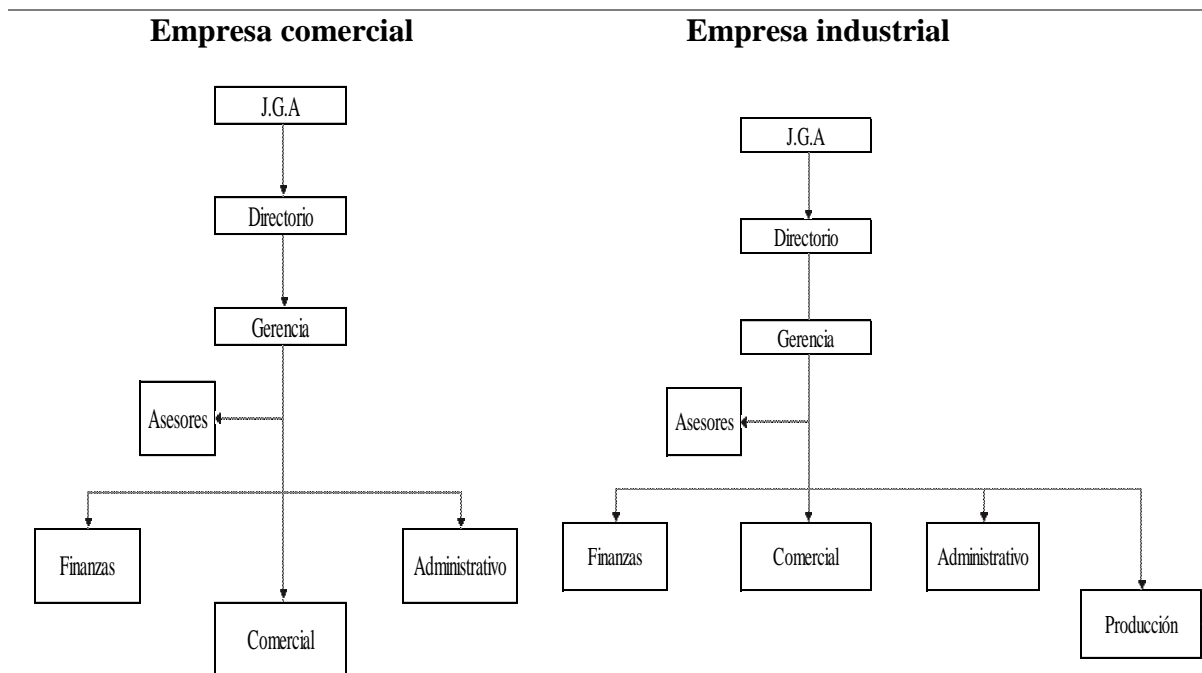 Empresa comercial
Empresa industrial
J.G.A
Directorio
Gerencia
Asesores
Finanzas
Administrativo
Comercial
J.G.A
Directorio
Gerencia
Asesores
Finanzas
Comercial
Administrativo
Producción